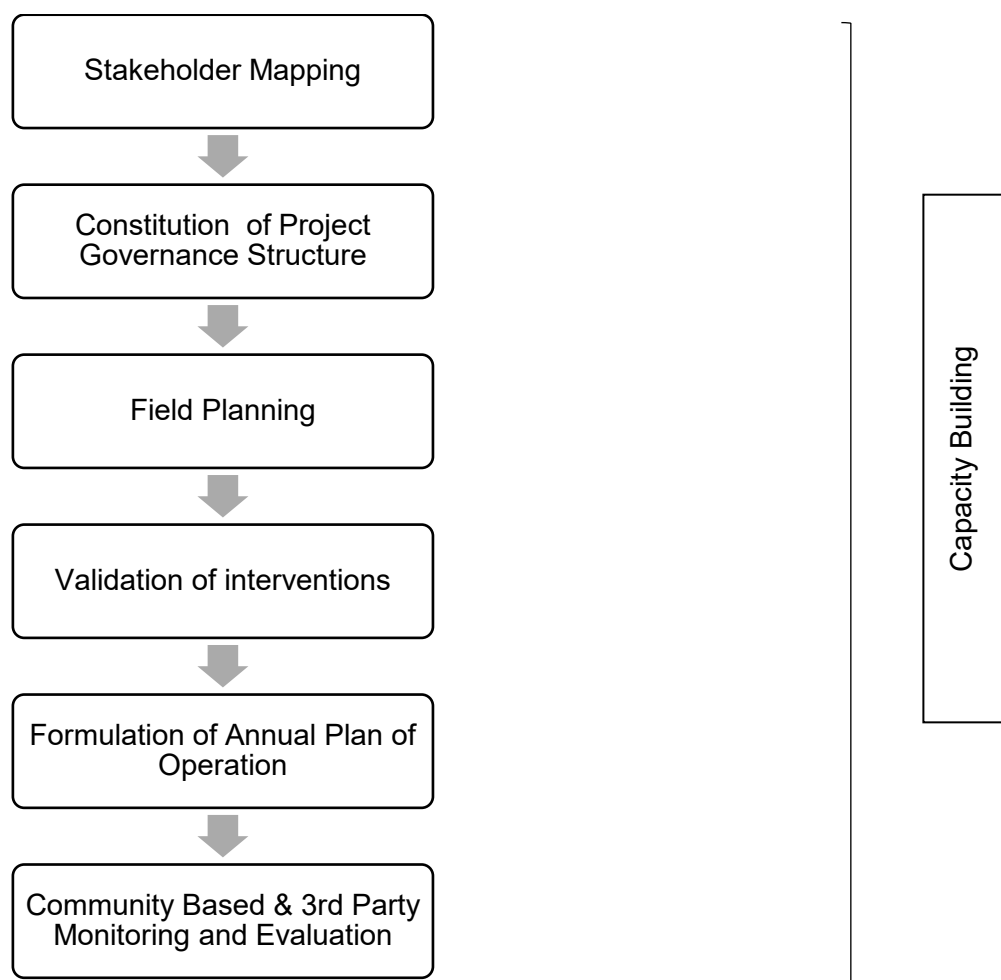 Stakeholder Mapping
Constitution of Project
Governance Structure
Field Planning
Validation of interventions
Formulation of Annual Plan of
Operation
Community Based & 3rd Party
Monitoring and Evaluation
Capacity Building